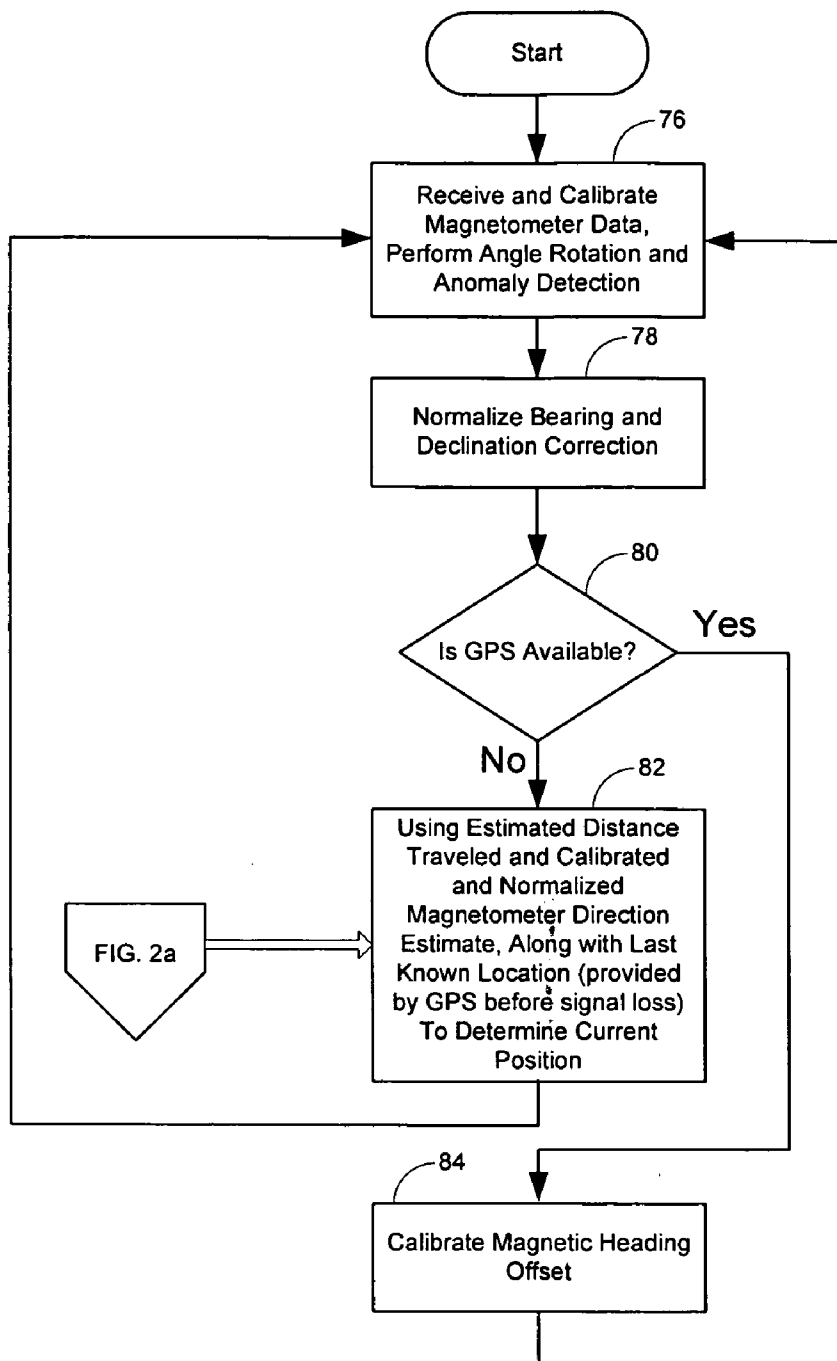 Start
76
Receive and Calibrate
Magnetometer Data,
Perform Angle Rotation and
Anomaly Detection
78
Normalize Bearing and
Declination Correction
80
Is GPS Available?
Yes
No
82
Using Estimated Distance
Traveled and Calibrated
and Normalized
Magnetometer Direction
Estimate, Along with Last
Known Location (provided
by GPS before signal loss)
To Determine Current
Position
FIG. 2a
84
Calibrate Magnetic Heading
Offset